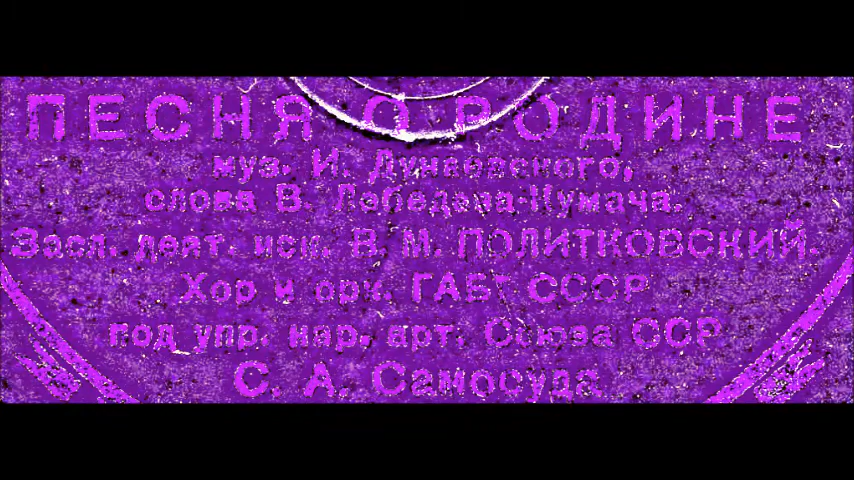 ПЕСНЯ О РОДИНЕ
муз. И. Дунаевского,
слова В. Лебедева-Кумача.
Засл. деят. иск. В. М. ПОЛИТКОВСКИЙ.
Хор и орк. ГАБТ СССР
под упр. нар. арт. Союза ССР
С. А. Самосуда